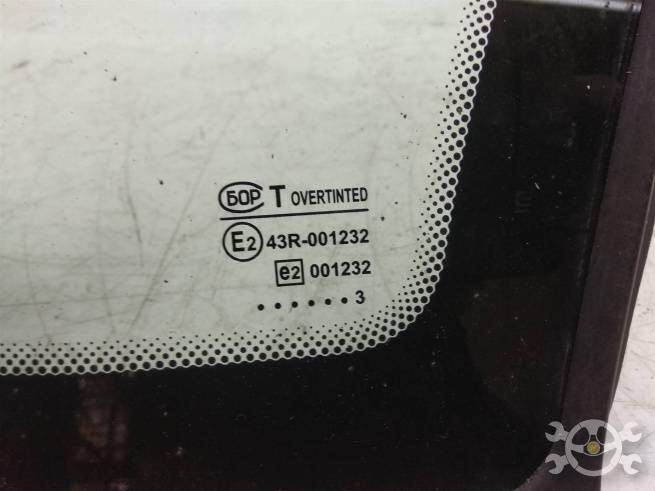 БОР T OVERTINTED
E2 43R-001232
e2 001232
. . . . . . 3